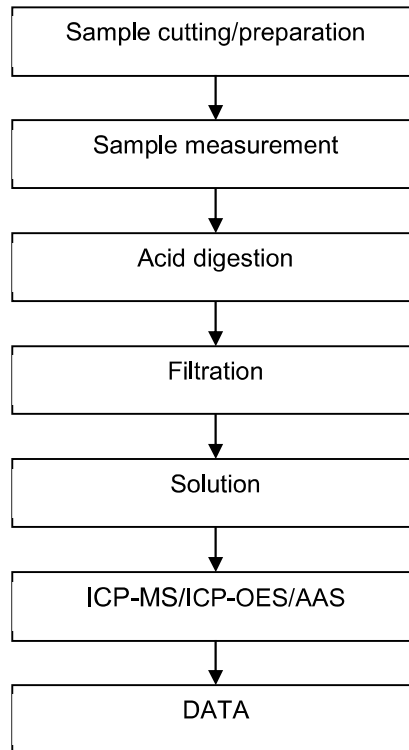 Sample cutting/preparation
Sample measurement
Acid digestion
Filtration
Solution
ICP-MS/ICP-OES/AAS
DATA